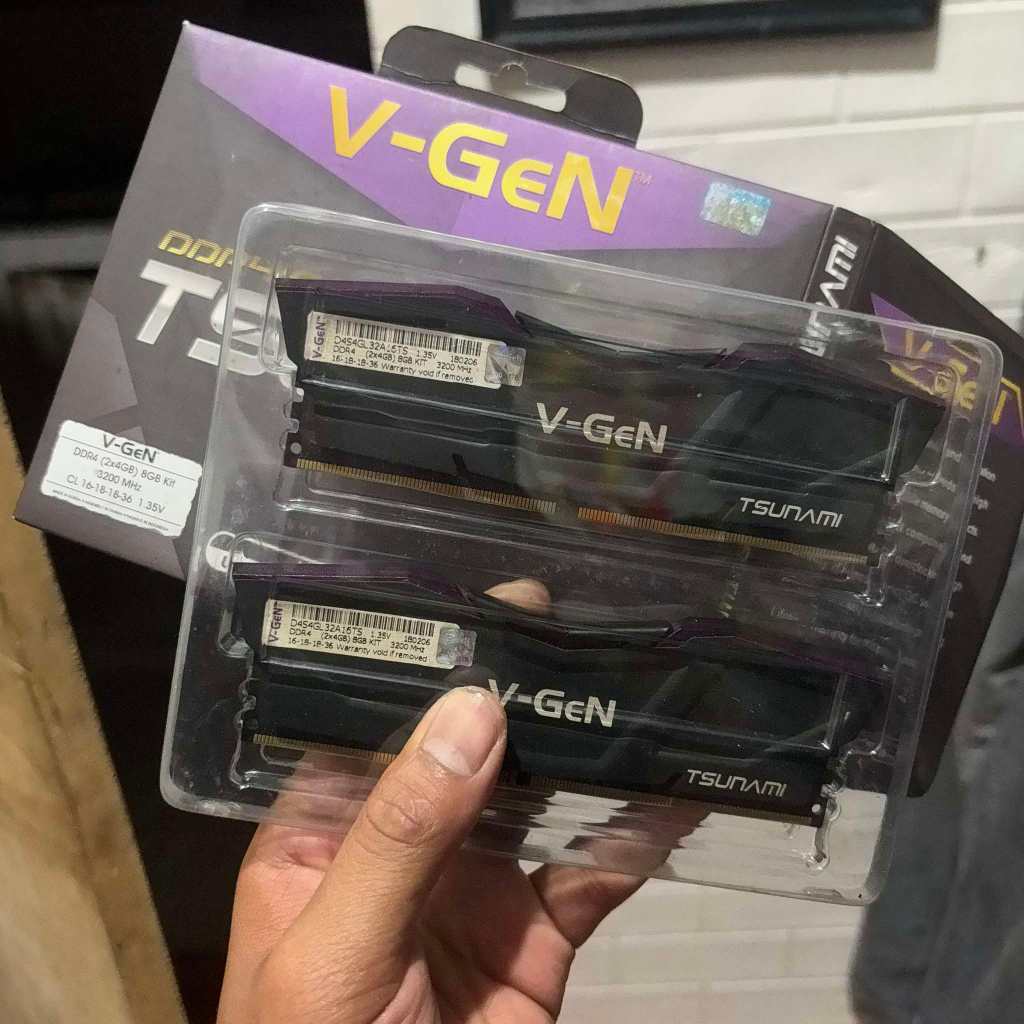 V-GeN™
V-GeN
DDR4 (2x4GB) 8GB Kit
3200 MHz
CL 16-18-18-36 1.35V
V-GeN
D4S4GL32A16TS 1.35V 180206
DDR4 (2x4GB) 8GB KIT 3200 MHz
16-18-18-36 Warranty void if removed
V-GeN
TSUNAMI
V-GeN
D4S4GL32A16TS 1.35V 180206
DDR4 (2x4GB) 8GB KIT 3200 MHz
16-18-18-36 Warranty void if removed
V-GeN
TSUNAMI